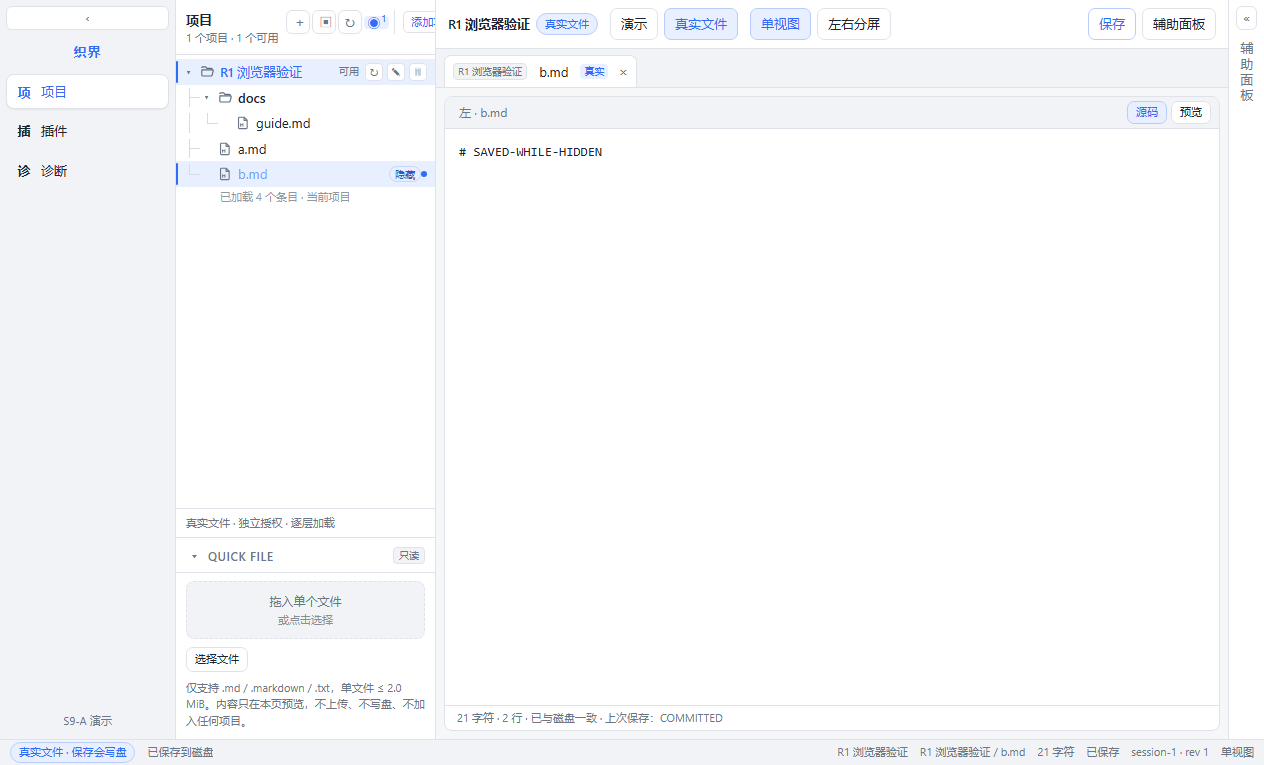 ‹
织界
项 项目
插 插件
诊 诊断
S9-A 演示
项目
1 个项目 · 1 个可用
+ ↻ 1 添加
R1 浏览器验证 可用 ↻
docs
guide.md
a.md
b.md 隐藏
已加载 4 个条目 · 当前项目
真实文件 · 独立授权 · 逐层加载
QUICK FILE 只读
拖入单个文件
或点击选择
选择文件
仅支持 .md / .markdown / .txt，单文件 ≤ 2.0
MiB。内容只在本页预览，不上传、不写盘、不加
入任何项目。
R1 浏览器验证 真实文件 演示 真实文件 单视图 左右分屏 保存 辅助面板
R1 浏览器验证 b.md 真实 ×
左 · b.md 源码 预览
# SAVED-WHILE-HIDDEN
21 字符 · 2 行 · 已与磁盘一致 · 上次保存：COMMITTED
«
辅助面板
真实文件 · 保存会写盘 已保存到磁盘 R1 浏览器验证 R1 浏览器验证 / b.md 21 字符 已保存 session-1 · rev 1 单视图